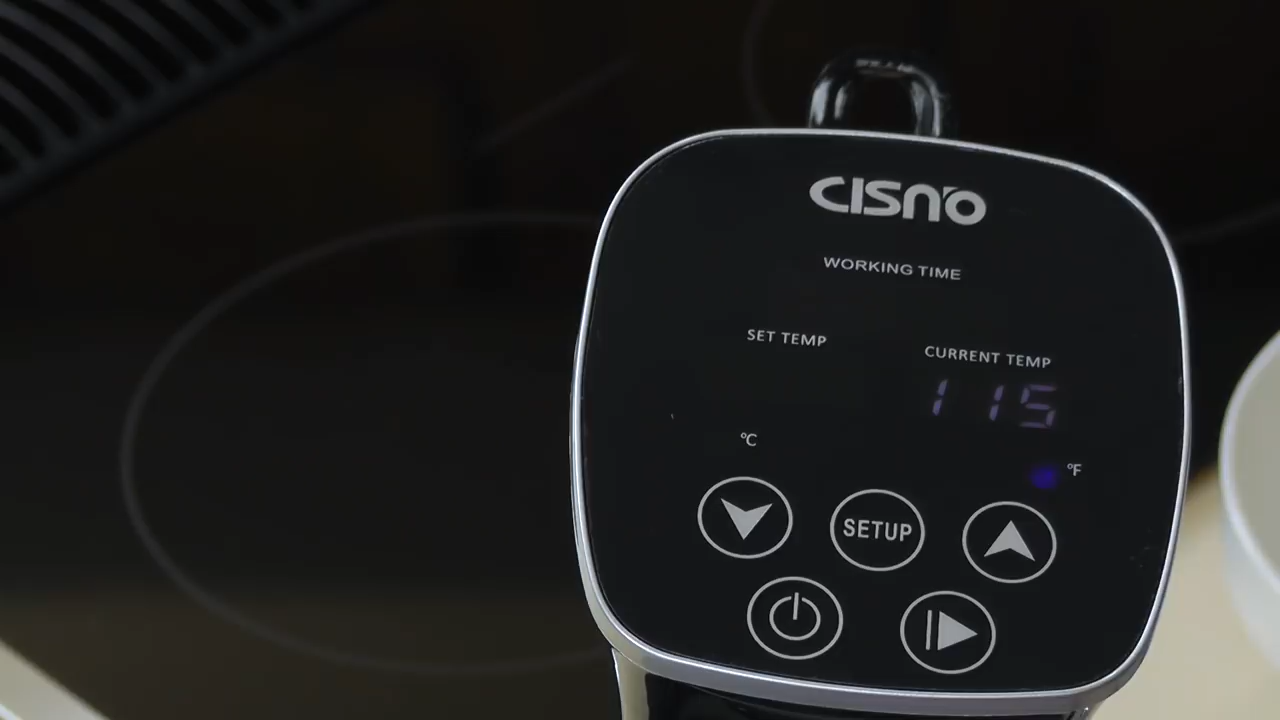 CISNO
WORKING TIME
SET TEMP
CURRENT TEMP
115
°C
°F
SETUP